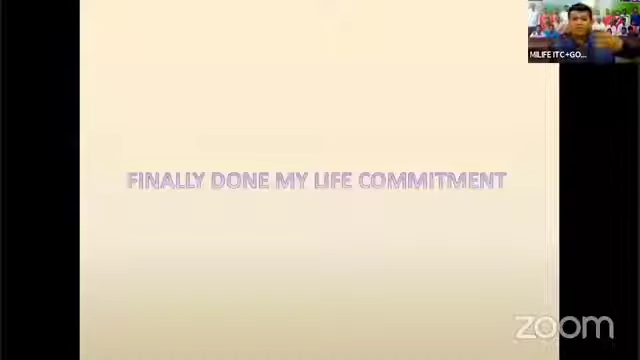 MILIFE ITC+GO...
FINALLY DONE MY LIFE COMMITMENT
zoom